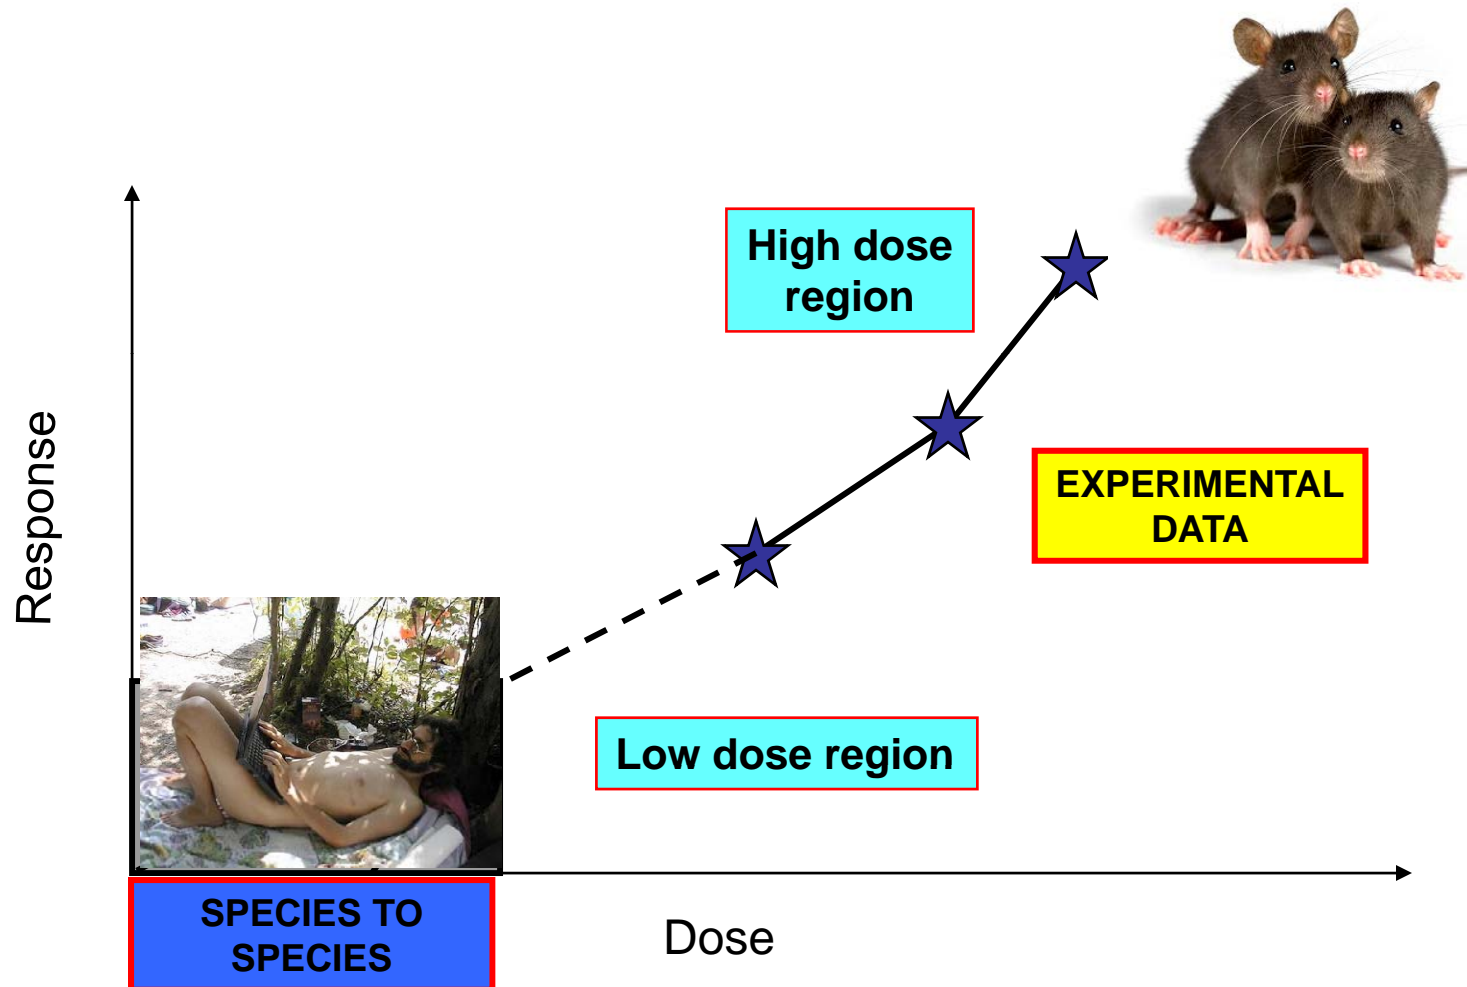 High dose
region
Response
EXPERIMENTAL
DATA
Low dose region
SPECIES TO
SPECIES
Dose